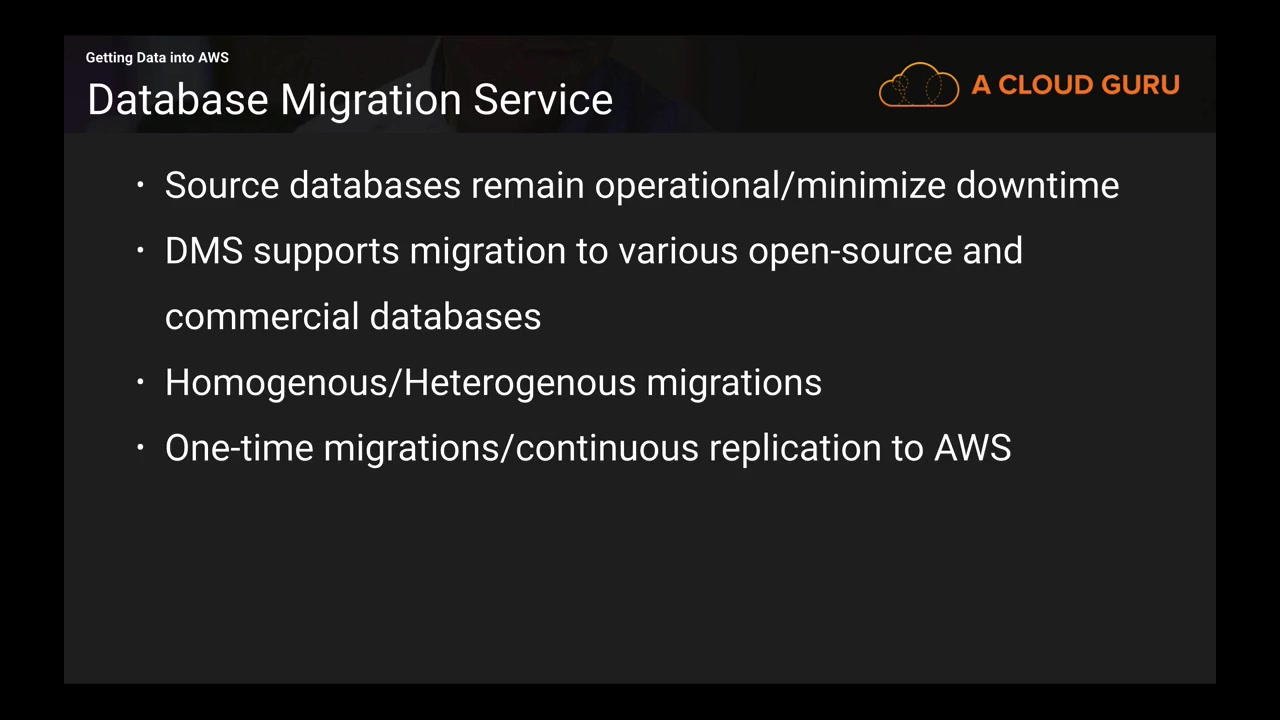 Getting Data into AWS
Database Migration Service
A CLOUD GURU
• Source databases remain operational/minimize downtime
• DMS supports migration to various open-source and
commercial databases
• Homogenous/Heterogenous migrations
• One-time migrations/continuous replication to AWS